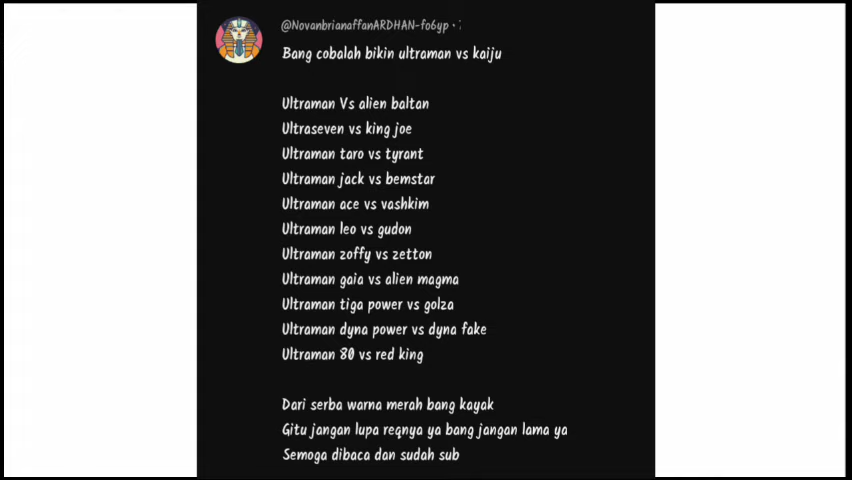 @NovanbrianaffanARDHAN-fo6yp ·
Bang cobalah bikin ultraman vs kaiju
Ultraman Vs alien baltan
Ultraseven vs king joe
Ultraman taro vs tyrant
Ultraman jack vs bemstar
Ultraman ace vs vashkim
Ultraman leo vs gudon
Ultraman zoffy vs zetton
Ultraman gaia vs alien magma
Ultraman tiga power vs golza
Ultraman dyna power vs dyna fake
Ultraman 80 vs red king
Dari serba warna merah bang kayak
Gitu jangan lupa reqnya ya bang jangan lama ya
Semoga dibaca dan sudah sub